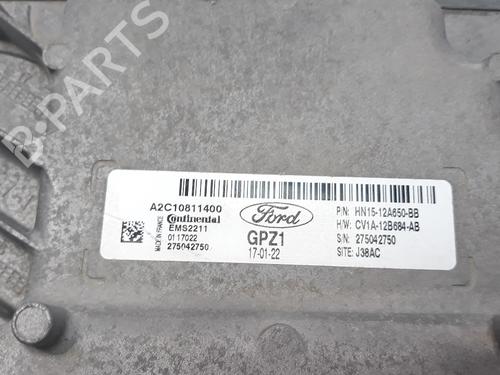 B-PARTS
A2C10811400
Continental
EMS2211
0117022
275042750
MADE IN FRANCE
Ford
GPZ1
17-01-22
P/N: HN15-12A650-BB
H/W: CV1A-12B684-AB
S/N: 275042750
SITE: J38AC